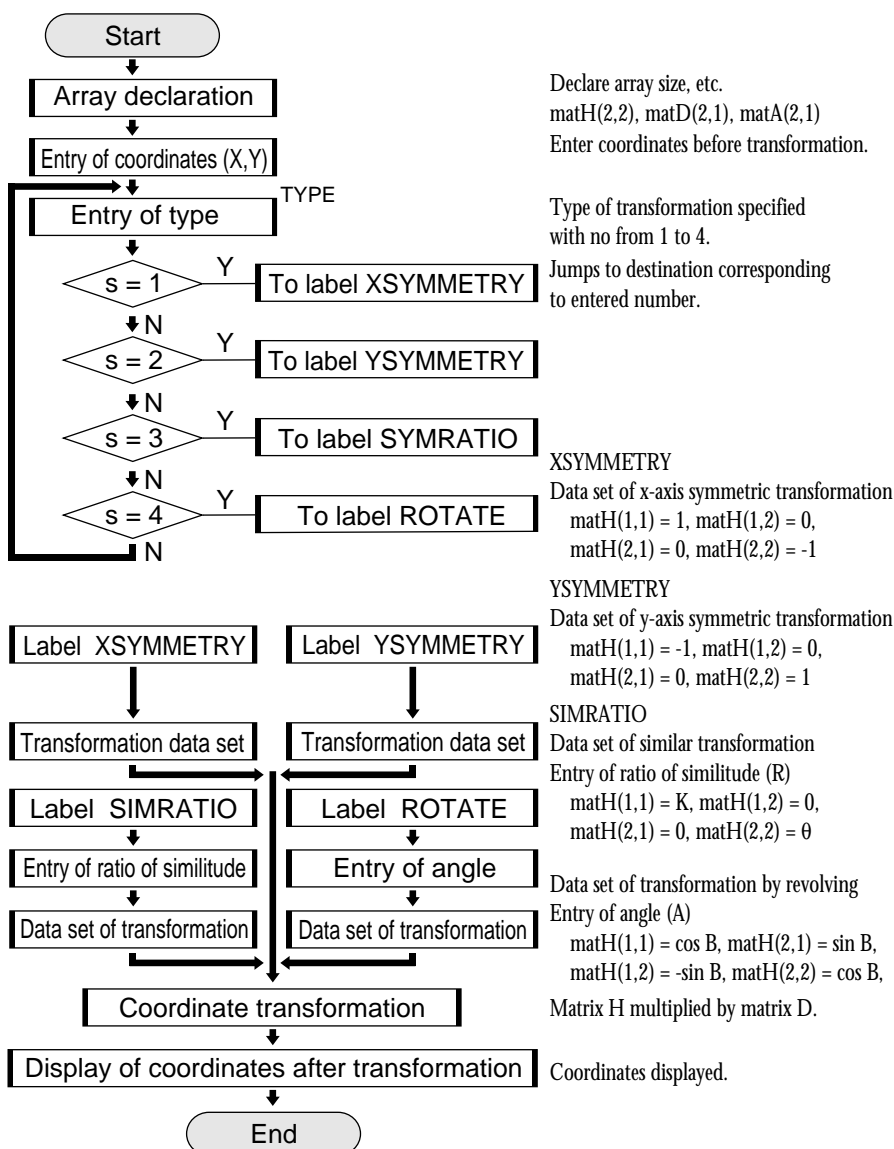 Start
Array declaration
Declare array size, etc.
matH(2,2), matD(2,1), matA(2,1)
Entry of coordinates (X,Y)
Enter coordinates before transformation.
TYPE
Entry of type
Type of transformation specified
with no from 1 to 4.
s = 1
Y
To label XSYMMETRY
Jumps to destination corresponding
to entered number.
N
s = 2
Y
To label YSYMMETRY
N
s = 3
Y
To label SYMRATIO
N
s = 4
Y
To label ROTATE
N
XSYMMETRY
Data set of x-axis symmetric transformation
matH(1,1) = 1, matH(1,2) = 0,
matH(2,1) = 0, matH(2,2) = -1
YSYMMETRY
Data set of y-axis symmetric transformation
matH(1,1) = -1, matH(1,2) = 0,
matH(2,1) = 0, matH(2,2) = 1
Label XSYMMETRY
Label YSYMMETRY
Transformation data set
Transformation data set
SIMRATIO
Data set of similar transformation
Entry of ratio of similitude (R)
matH(1,1) = K, matH(1,2) = 0,
matH(2,1) = 0, matH(2,2) = θ
Label SIMRATIO
Label ROTATE
Entry of ratio of similitude
Entry of angle
Data set of transformation
Data set of transformation
Data set of transformation by revolving
Entry of angle (A)
matH(1,1) = cos B, matH(2,1) = sin B,
matH(1,2) = -sin B, matH(2,2) = cos B,
Coordinate transformation
Matrix H multiplied by matrix D.
Display of coordinates after transformation
Coordinates displayed.
End